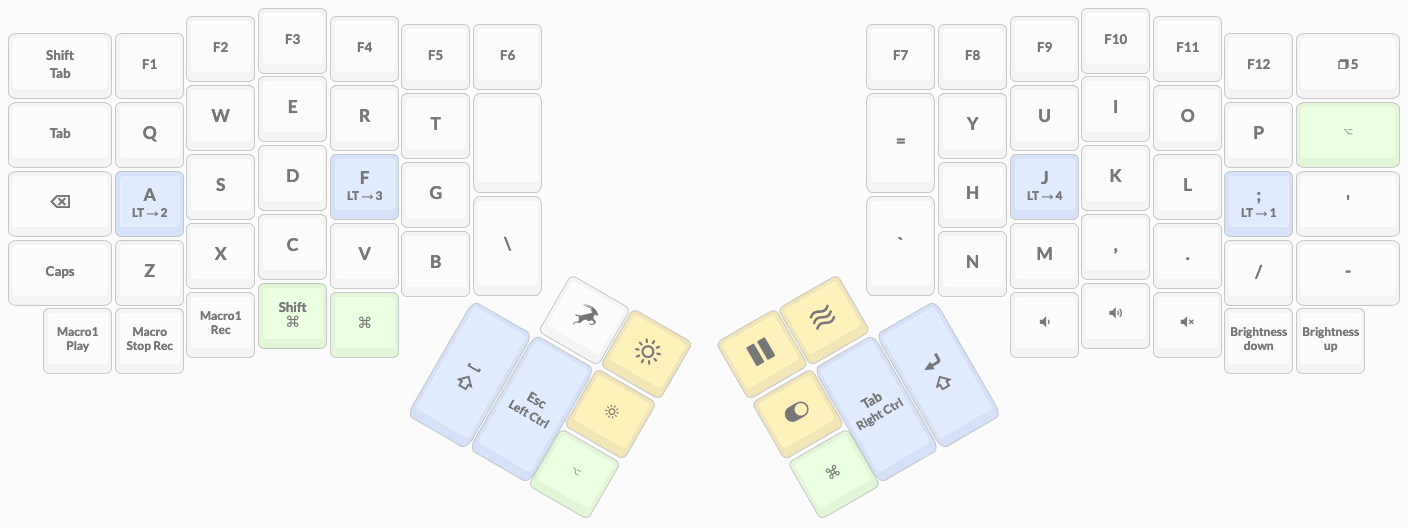 Shift
Tab
F1
F2
F3
F4
F5
F6
F7
F8
F9
F10
F11
F12
5
Tab
Q
W
E
R
T
=
Y
U
I
O
P
⌥
⌫
A
LT→2
S
D
F
LT→3
G
\
`
H
J
LT→4
K
L
;
LT→1
'
Caps
Z
X
C
V
B
N
M
,
.
/
-
Macro1
Play
Macro
Stop Rec
Macro1
Rec
Shift
⌘
⌘
Brightness
down
Brightness
up
Esc
Left Ctrl
⌥
Tab
Right Ctrl
⌘